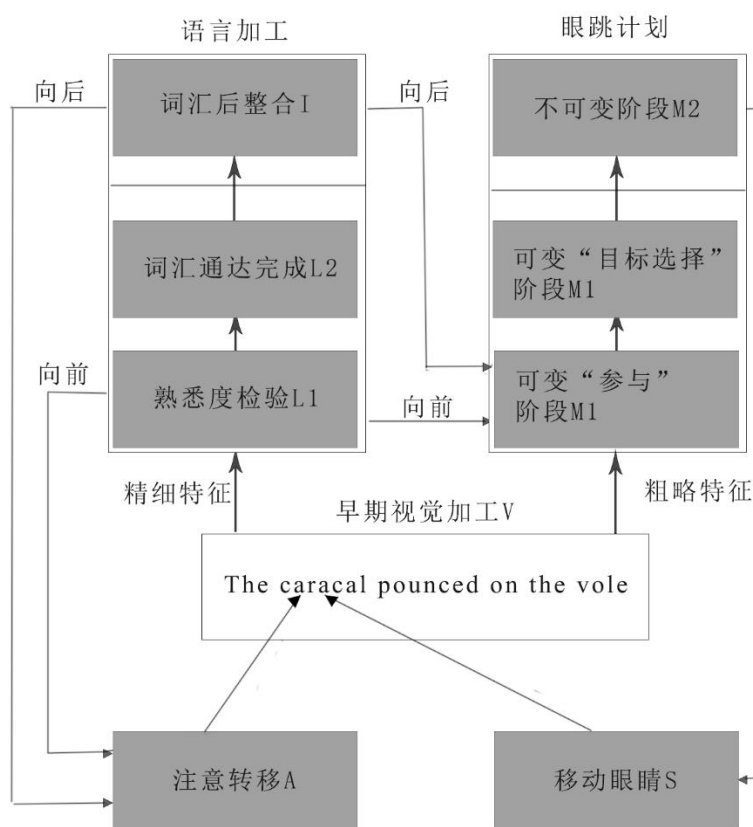 语言加工
眼跳计划
向后
词汇后整合I
向后
不可变阶段M2
词汇通达完成L2
可变“目标选择”
阶段M1
向前
熟悉度检验L1
向前
可变“参与”
阶段M1
精细特征
粗略特征
早期视觉加工V
The caracal pounced on the vole
注意转移A
移动眼睛S